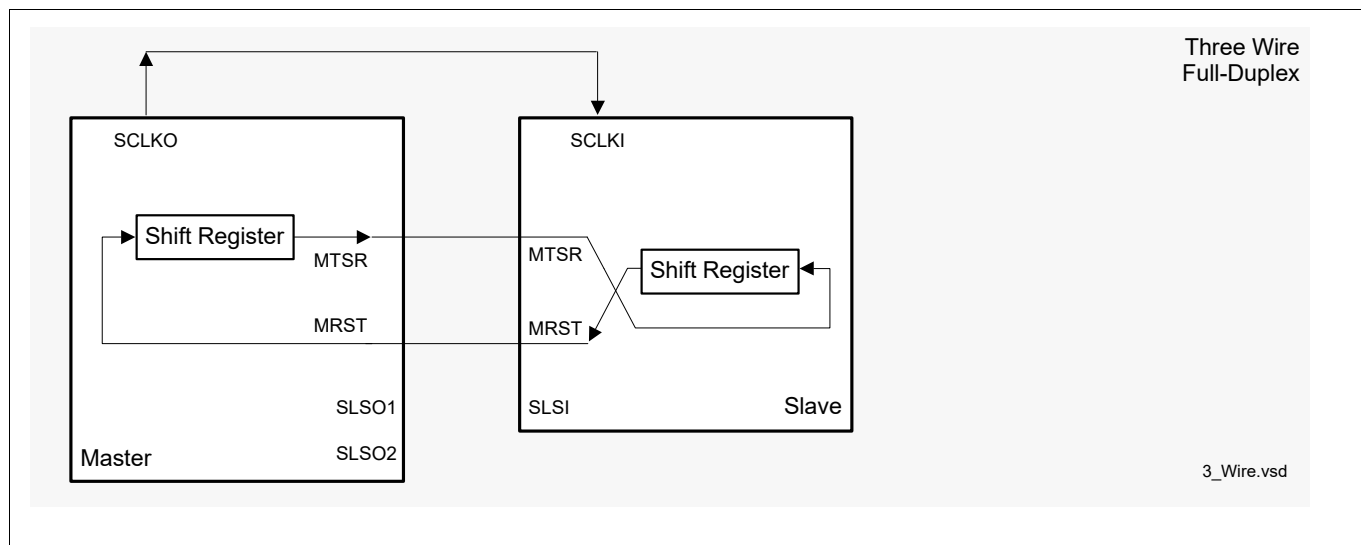 Three Wire
Full-Duplex
SCLKO
SCLKI
Shift Register
MTSR
MTSR
Shift Register
MRST
MRST
SLSO1
SLSI
Slave
Master
SLSO2
3_Wire.vsd